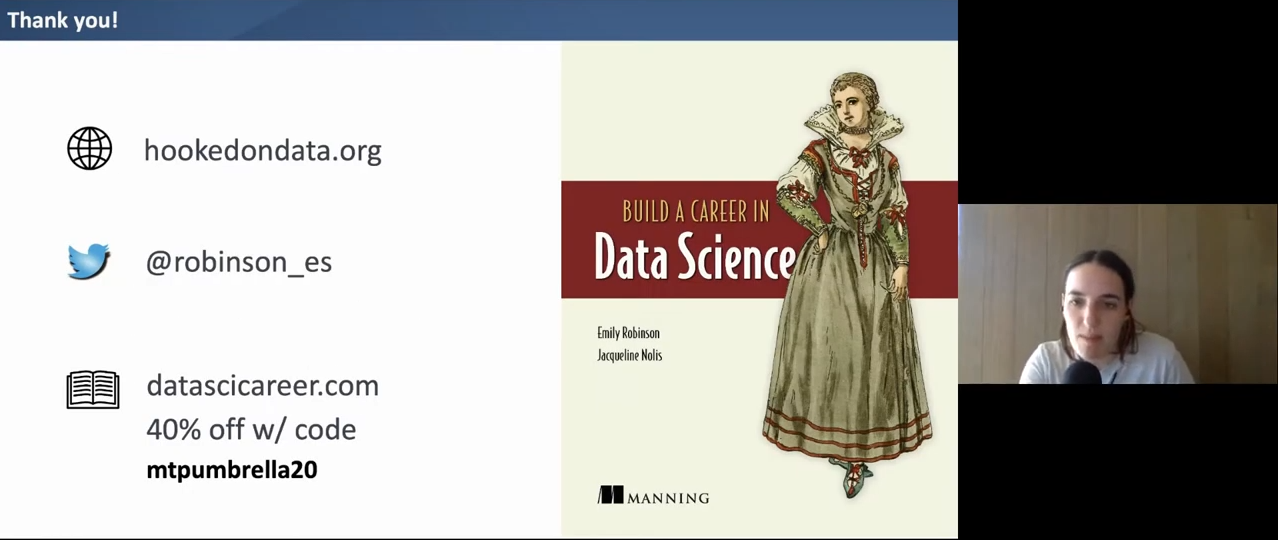 Thank you!
hookedondata.org
@robinson_es
datascicareer.com
40% off w/ code
mtpumbrella20
BUILD A CAREER IN
Data Science
Emily Robinson
Jacqueline Nolis
MANNING